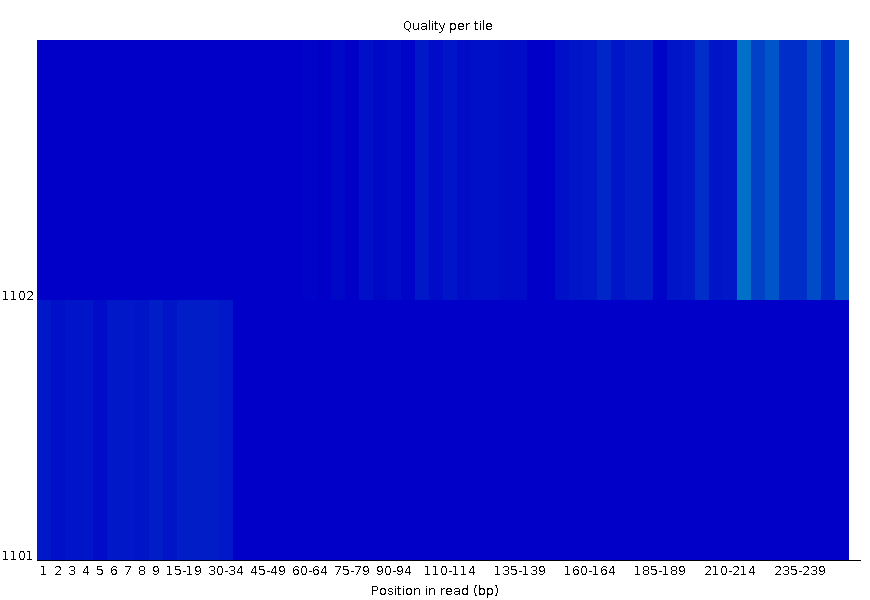 Quality per tile
1102
1101
1 2 3 4 5 6 7 8 9 15-19 30-34 45-49 60-64 75-79 90-94 110-114 135-139 160-164 185-189 210-214 235-239
Position in read (bp)